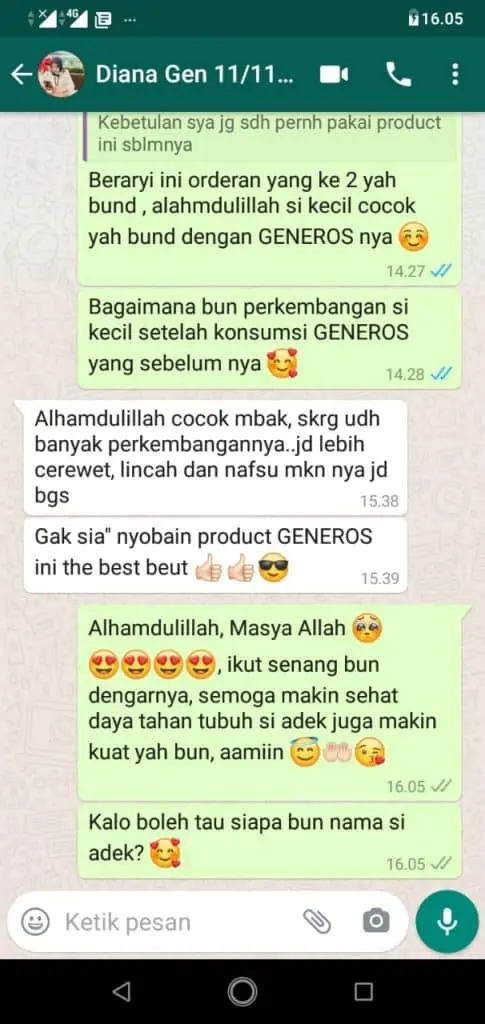 4G
16.05
Diana Gen 11/11...
Kebetulan sya jg sdh pernh pakai product
ini sblmnya
Beraryi ini orderan yang ke 2 yah
bund , alahmdulillah si kecil cocok
yah bund dengan GENEROS nya ☺️
14.27
Bagaimana bun perkembangan si
kecil setelah konsumsi GENEROS
yang sebelum nya 🥰
14.28
Alhamdulillah cocok mbak, skrg udh
banyak perkembangannya..jd lebih
cerewet, lincah dan nafsu mkn nya jd
bgs
15.38
Gak sia" nyobain product GENEROS
ini the best beut 👍🏻👍🏻😎
15.39
Alhamdulillah, Masya Allah 🥹
😍😍😍😍, ikut senang bun
dengarnya, semoga makin sehat
daya tahan tubuh si adek juga makin
kuat yah bun, aamiin 😇🤲🏻😘
16.05
Kalo boleh tau siapa bun nama si
adek? 🥰
16.05
Ketik pesan